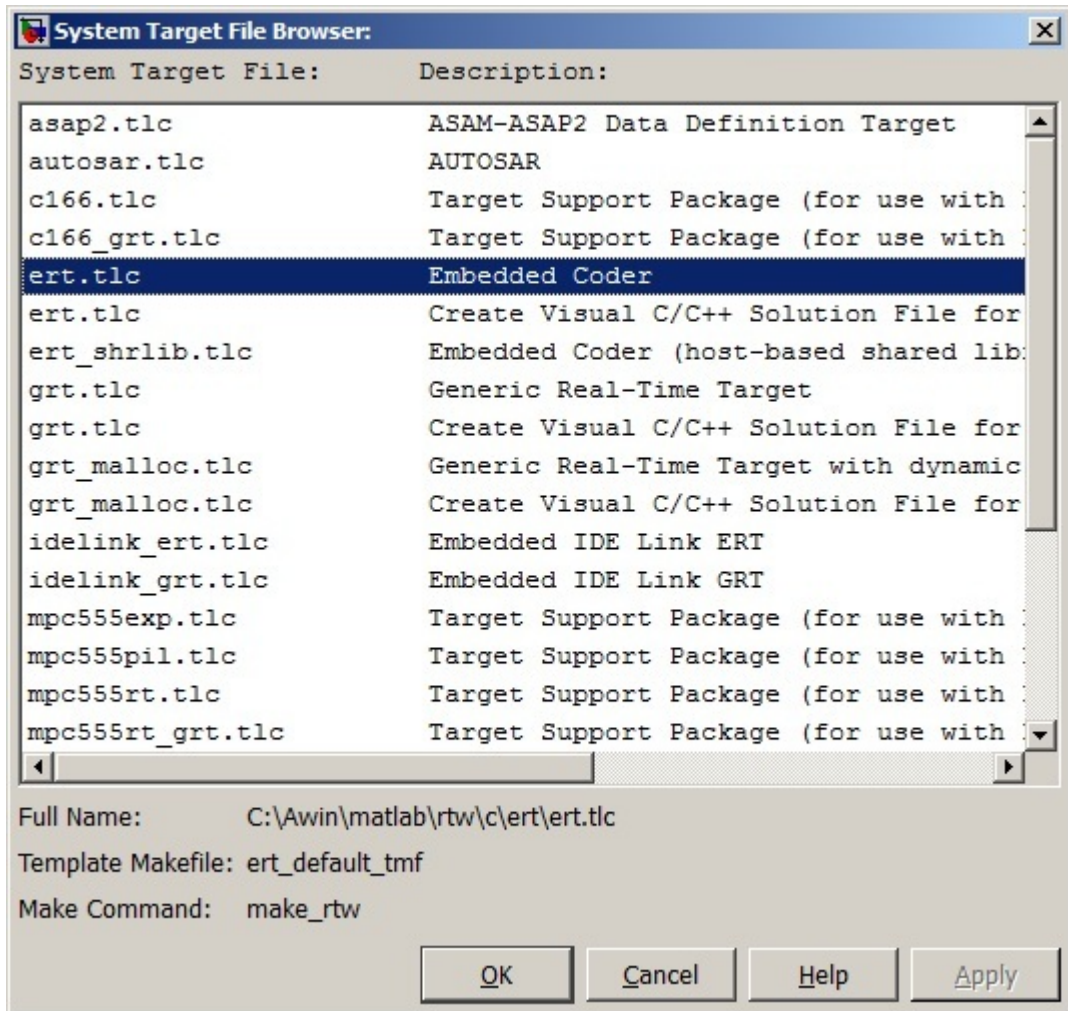 System Target File Browser:
System Target File: Description:
asap2.tlc ASAM-ASAP2 Data Definition Target
autosar.tlc AUTOSAR
c166.tlc Target Support Package (for use with
c166_grt.tlc Target Support Package (for use with
ert.tlc Embedded Coder
ert.tlc Create Visual C/C++ Solution File for
ert_shrlib.tlc Embedded Coder (host-based shared
grt.tlc Generic Real-Time Target
grt.tlc Create Visual C/C++ Solution File for
grt_malloc.tlc Generic Real-Time Target with dynamic
grt_malloc.tlc Create Visual C/C++ Solution File for
idelink_ert.tlc Embedded IDE Link ERT
idelink_grt.tlc Embedded IDE Link GRT
mpc555exp.tlc Target Support Package (for use with
mpc555pil.tlc Target Support Package (for use with
mpc555rt.tlc Target Support Package (for use with
mpc555rt_grt.tlc Target Support Package (for use with
Full Name: C:\Awin\matlab\rtw\c\ert\ert.tlc
Template Makefile: ert_default_tmf
Make Command: make_rtw
OK Cancel Help Apply